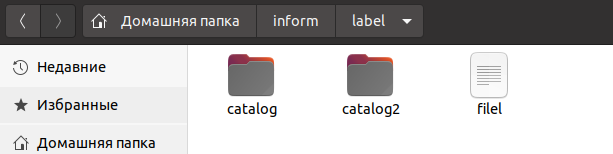 Домашняя папка inform label
Недавние
Избранные
Домашняя папка
catalog catalog2 filel